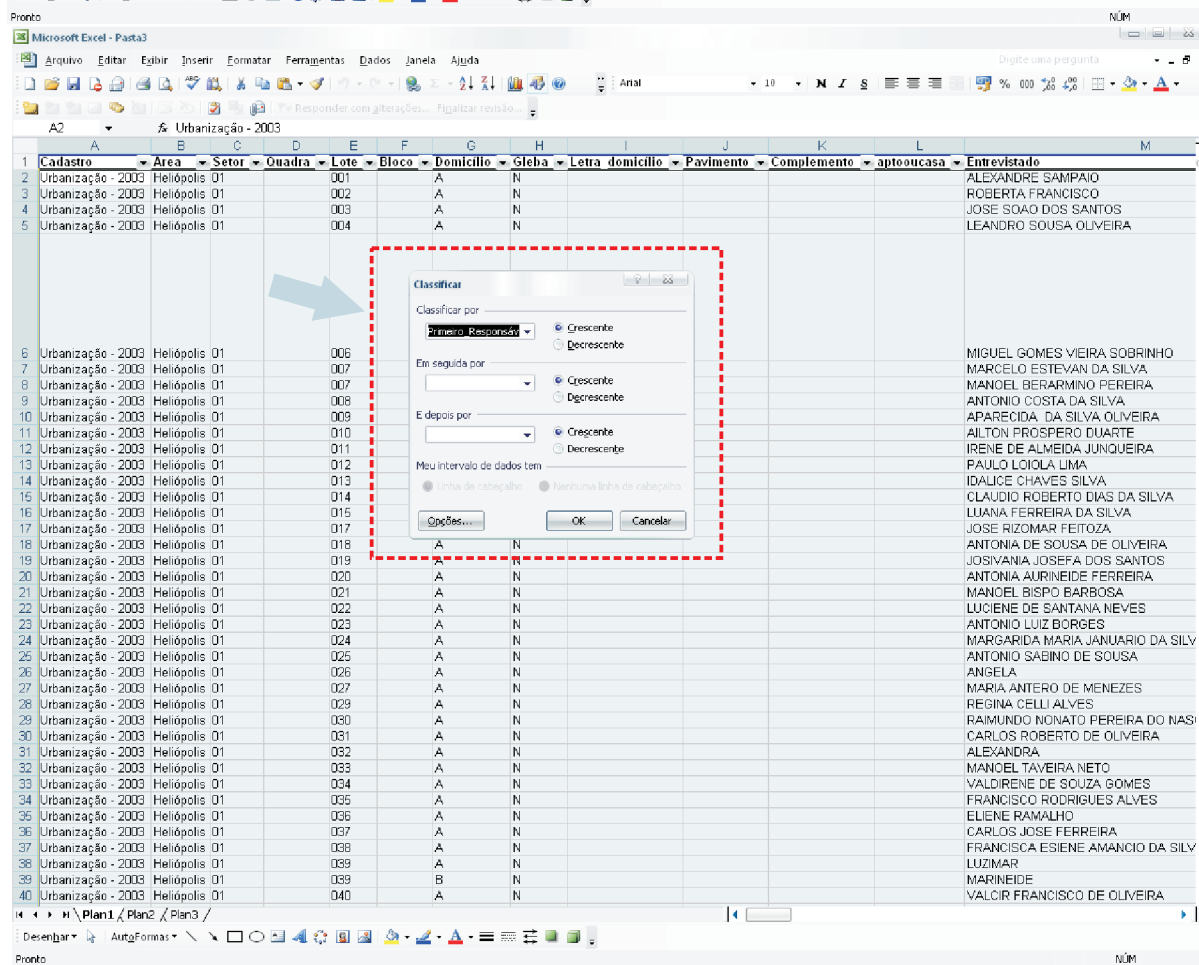 Pronto NÚM
Microsoft Excel - Pasta3
Arquivo Editar Exibir Inserir Formatar Ferramentas Dados Janela Ajuda Digite uma pergunta
Arial 10 N I S % 000
Responder com alterações... Finalizar revisão...
A2 fx Urbanização - 2003
A B C D E F G H I J K L M
1 Cadastro Area Setor Quadra Lote Bloco Domicílio Gleba Letra_domicílio Pavimento Complemento aptooucasa Entrevistado
2 Urbanização - 2003 Heliópolis 01 001 A N ALEXANDRE SAMPAIO
3 Urbanização - 2003 Heliópolis 01 002 A N ROBERTA FRANCISCO
4 Urbanização - 2003 Heliópolis 01 003 A N JOSE SOAO DOS SANTOS
5 Urbanização - 2003 Heliópolis 01 004 A N LEANDRO SOUSA OLIVEIRA
6 Urbanização - 2003 Heliópolis 01 006 MIGUEL GOMES VIEIRA SOBRINHO
7 Urbanização - 2003 Heliópolis 01 007 MARCELO ESTEVAN DA SILVA
8 Urbanização - 2003 Heliópolis 01 007 MANOEL BERARMINO PEREIRA
9 Urbanização - 2003 Heliópolis 01 008 ANTONIO COSTA DA SILVA
10 Urbanização - 2003 Heliópolis 01 009 APARECIDA DA SILVA OLIVEIRA
11 Urbanização - 2003 Heliópolis 01 010 AILTON PROSPERO DUARTE
12 Urbanização - 2003 Heliópolis 01 011 IRENE DE ALMEIDA JUNQUEIRA
13 Urbanização - 2003 Heliópolis 01 012 PAULO LOIOLA LIMA
14 Urbanização - 2003 Heliópolis 01 013 IDALICE CHAVES SILVA
15 Urbanização - 2003 Heliópolis 01 014 CLAUDIO ROBERTO DIAS DA SILVA
16 Urbanização - 2003 Heliópolis 01 015 LUANA FERREIRA DA SILVA
17 Urbanização - 2003 Heliópolis 01 017 JOSE RIZOMAR FEITOZA
18 Urbanização - 2003 Heliópolis 01 018 A N ANTONIA DE SOUSA DE OLIVEIRA
19 Urbanização - 2003 Heliópolis 01 019 A N JOSIVANIA JOSEFA DOS SANTOS
20 Urbanização - 2003 Heliópolis 01 020 A N ANTONIA AURINEIDE FERREIRA
21 Urbanização - 2003 Heliópolis 01 021 A N MANOEL BISPO BARBOSA
22 Urbanização - 2003 Heliópolis 01 022 A N LUCIENE DE SANTANA NEVES
23 Urbanização - 2003 Heliópolis 01 023 A N ANTONIO LUIZ BORGES
24 Urbanização - 2003 Heliópolis 01 024 A N MARGARIDA MARIA JANUARIO DA SILV
25 Urbanização - 2003 Heliópolis 01 025 A N ANTONIO SABINO DE SOUSA
26 Urbanização - 2003 Heliópolis 01 026 A N ANGELA
27 Urbanização - 2003 Heliópolis 01 027 A N MARIA ANTERO DE MENEZES
28 Urbanização - 2003 Heliópolis 01 029 A N REGINA CELLI ALVES
29 Urbanização - 2003 Heliópolis 01 030 A N RAIMUNDO NONATO PEREIRA DO NAS
30 Urbanização - 2003 Heliópolis 01 031 A N CARLOS ROBERTO DE OLIVEIRA
31 Urbanização - 2003 Heliópolis 01 032 A N ALEXANDRA
32 Urbanização - 2003 Heliópolis 01 033 A N MANOEL TAVEIRA NETO
33 Urbanização - 2003 Heliópolis 01 034 A N VALDIRENE DE SOUZA GOMES
34 Urbanização - 2003 Heliópolis 01 035 A N FRANCISCO RODRIGUES ALVES
35 Urbanização - 2003 Heliópolis 01 036 A N ELIENE RAMALHO
36 Urbanização - 2003 Heliópolis 01 037 A N CARLOS JOSE FERREIRA
37 Urbanização - 2003 Heliópolis 01 038 A N FRANCISCA ESIENE AMANCIO DA SILV
38 Urbanização - 2003 Heliópolis 01 039 A N LUZIMAR
39 Urbanização - 2003 Heliópolis 01 039 B N MARINEIDE
40 Urbanização - 2003 Heliópolis 01 040 A N VALCIR FRANCISCO DE OLIVEIRA
Classificar
Classificar por
Primeiro_Responsáv Crescente
Decrescente
Em seguida por
Crescente
Decrescente
E depois por
Crescente
Decrescente
Meu intervalo de dados tem
Linha de cabeçalho Nenhuma linha de cabeçalho
Opções... OK Cancelar
Plan1 / Plan2 / Plan3 /
Desenhar AutoFormas
Pronto NÚM